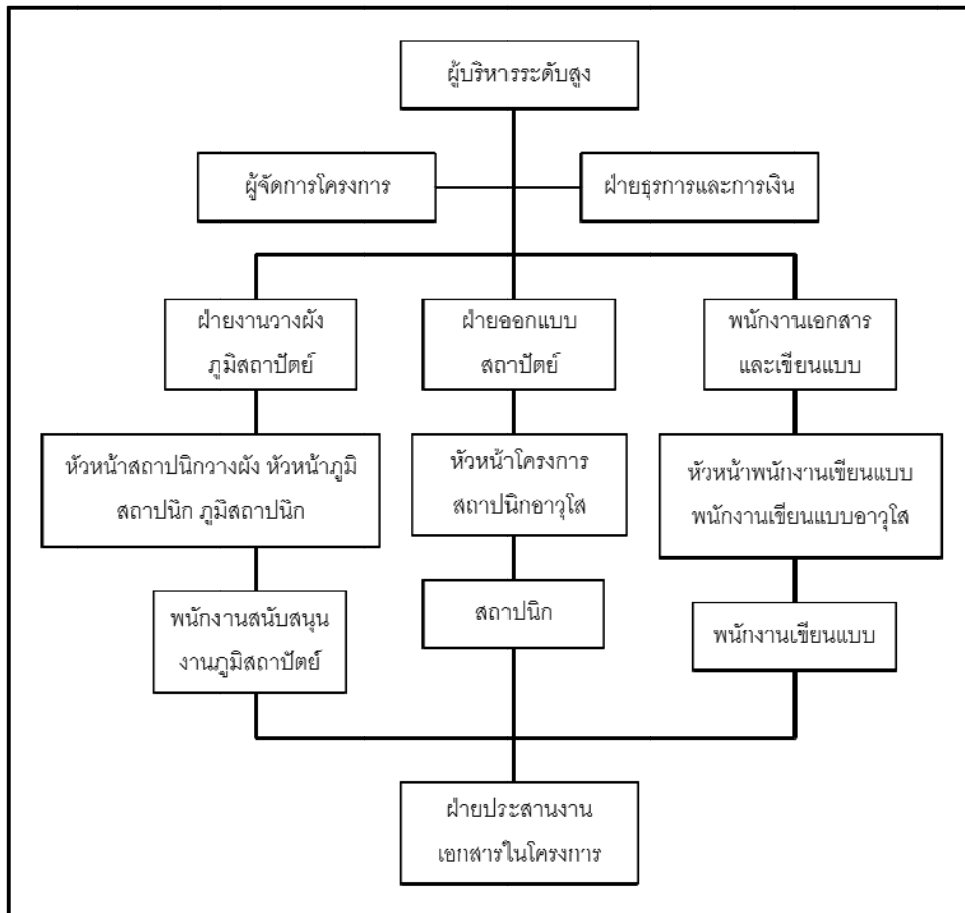 ผู้บริหารระดับสูง
ผู้จัดการโครงการ
ฝ่ายธุรการและการเงิน
ฝ่ายงานวางผัง
ภูมิสถาปัตย์
ฝ่ายออกแบบ
สถาปัตย์
พนักงานเอกสาร
และเขียนแบบ
หัวหน้าสถาปนิกวางผัง หัวหน้าภูมิ
สถาปนิก ภูมิสถาปนิก
หัวหน้าโครงการ
สถาปนิกอาวุโส
หัวหน้าพนักงานเขียนแบบ
พนักงานเขียนแบบอาวุโส
พนักงานสนับสนุน
งานภูมิสถาปัตย์
สถาปนิก
พนักงานเขียนแบบ
ฝ่ายประสานงาน
เอกสารในโครงการ